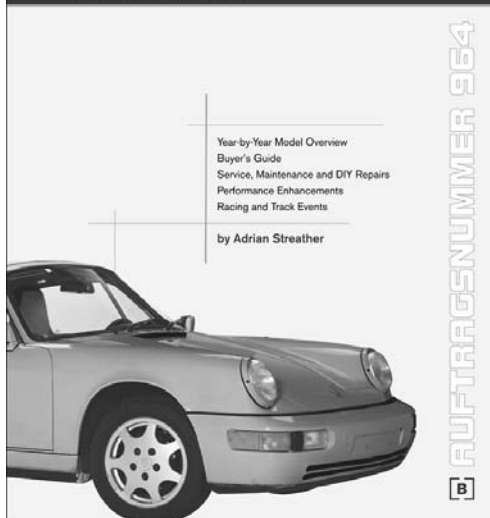 Year-by-Year Model Overview
Buyer's Guide
Service, Maintenance and DIY Repairs
Performance Enhancements
Racing and Track Events
by Adrian Streather
AUFTRAGSNUMMER 964
[B]